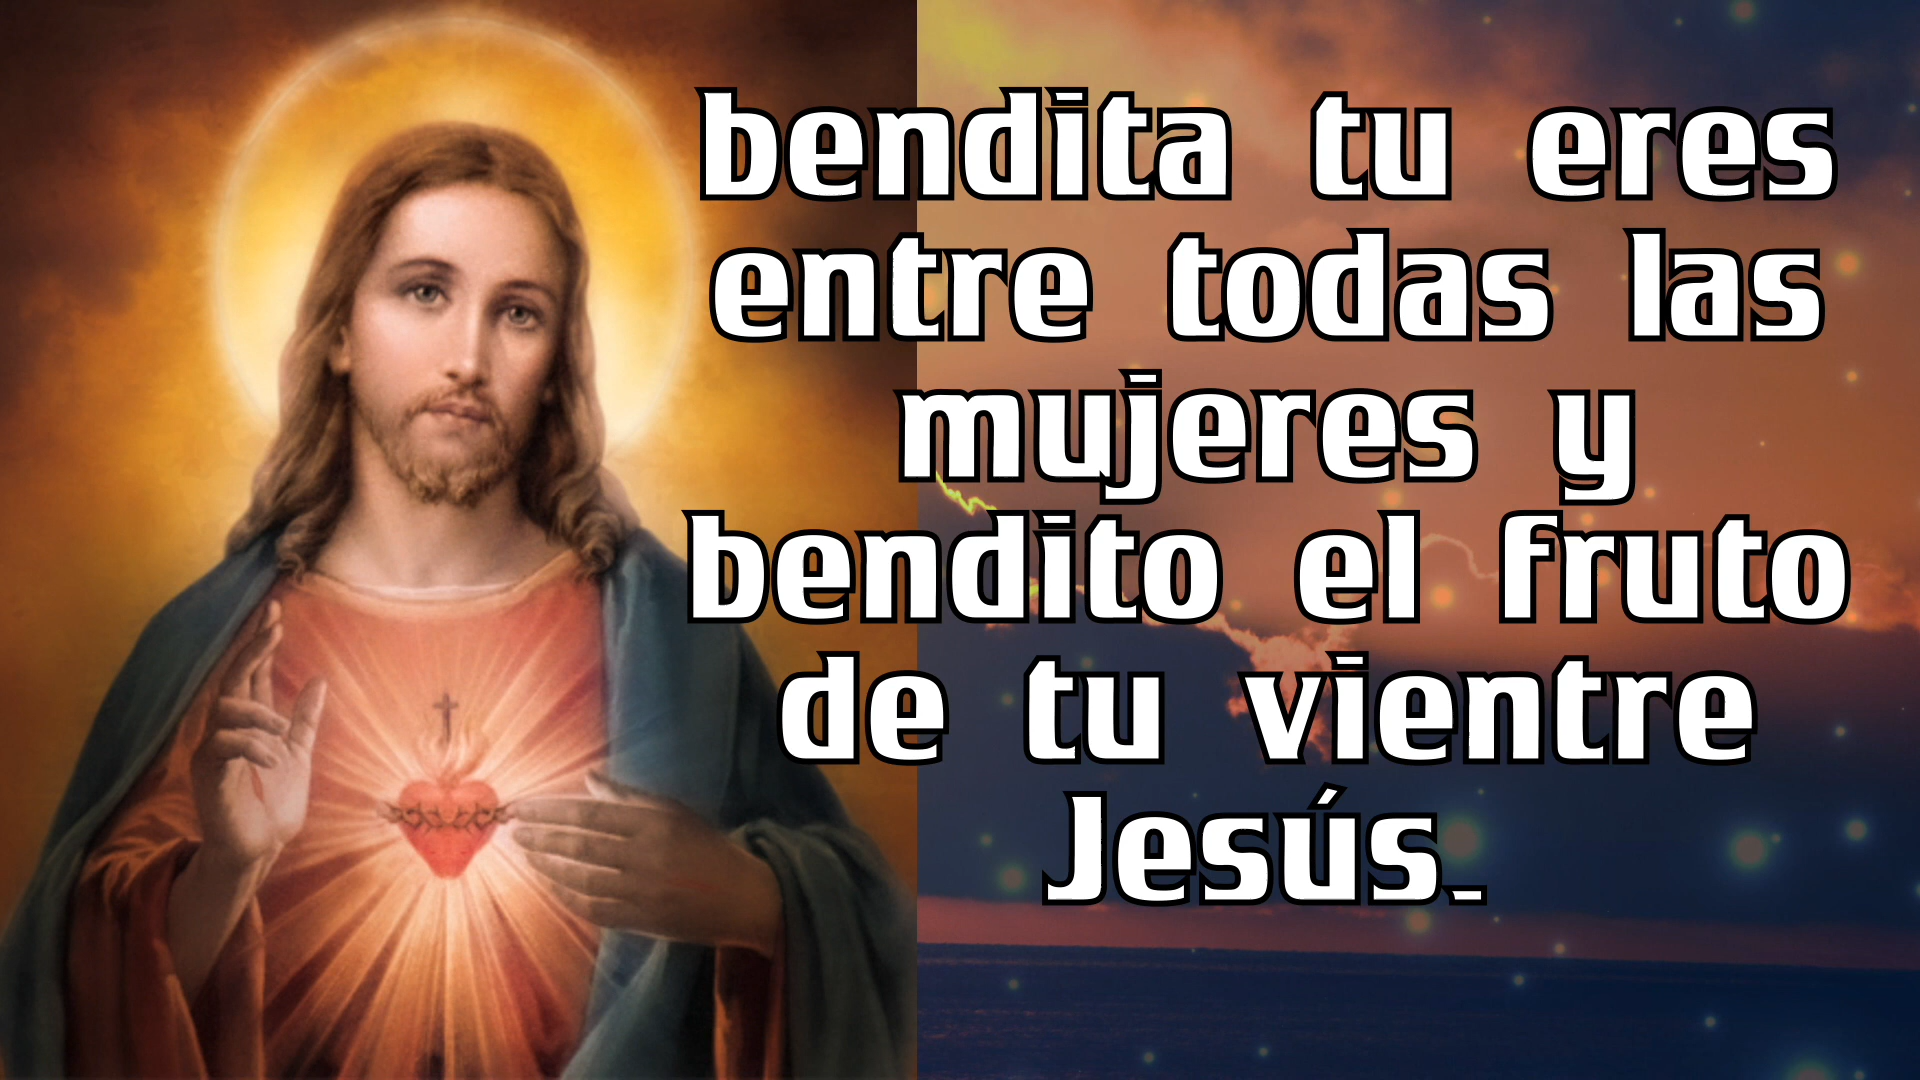 bendita tu eres
entre todas las
mujeres y
bendito el fruto
de tu vientre
Jesús.